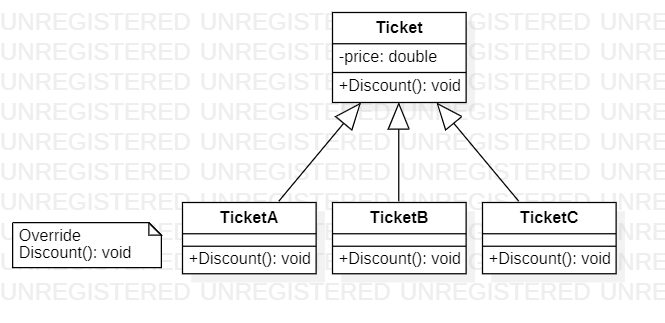 UNREGISTERED UNREGISTERED UNREGISTERED UNREGISTERED
Ticket
-price: double
+Discount(): void
TicketA
+Discount(): void
TicketB
+Discount(): void
TicketC
+Discount(): void
Override
Discount(): void